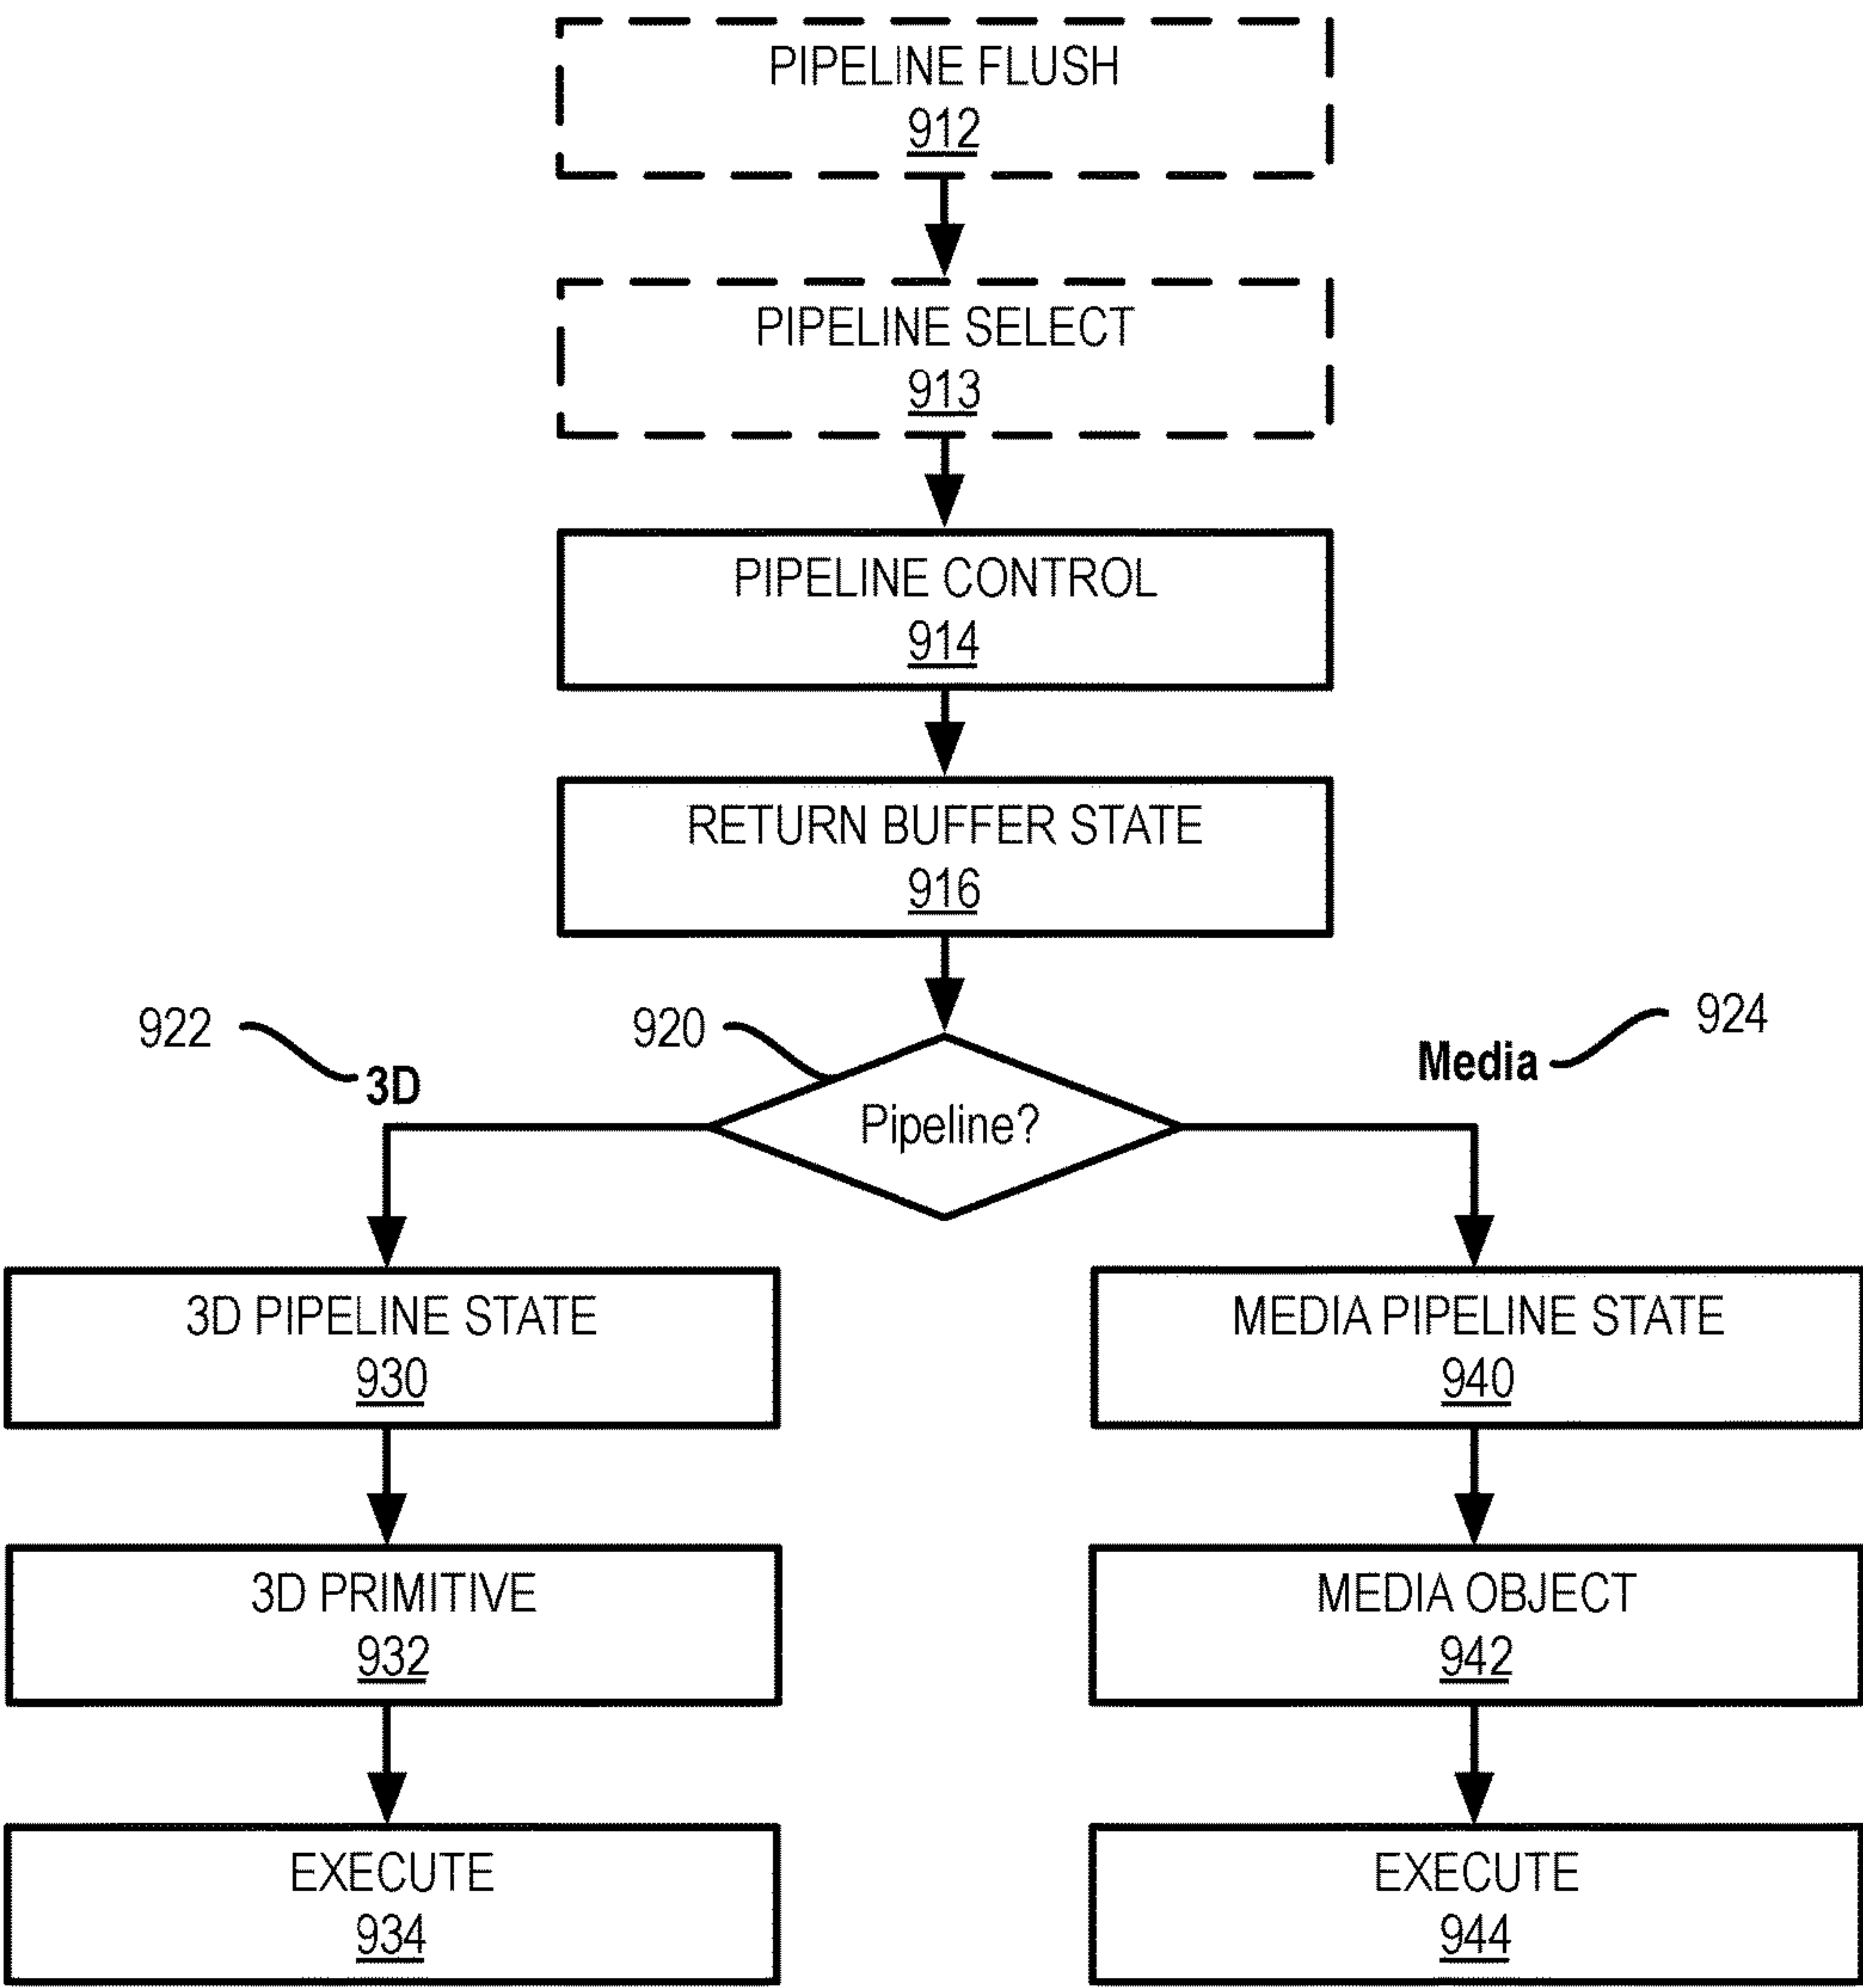 PIPELINE FLUSH
912
PIPELINE SELECT
913
PIPELINE CONTROL
914
RETURN BUFFER STATE
916
922
920
924
3D
Media
Pipeline?
3D PIPELINE STATE
930
MEDIA PIPELINE STATE
940
3D PRIMITIVE
932
MEDIA OBJECT
942
EXECUTE
934
EXECUTE
944